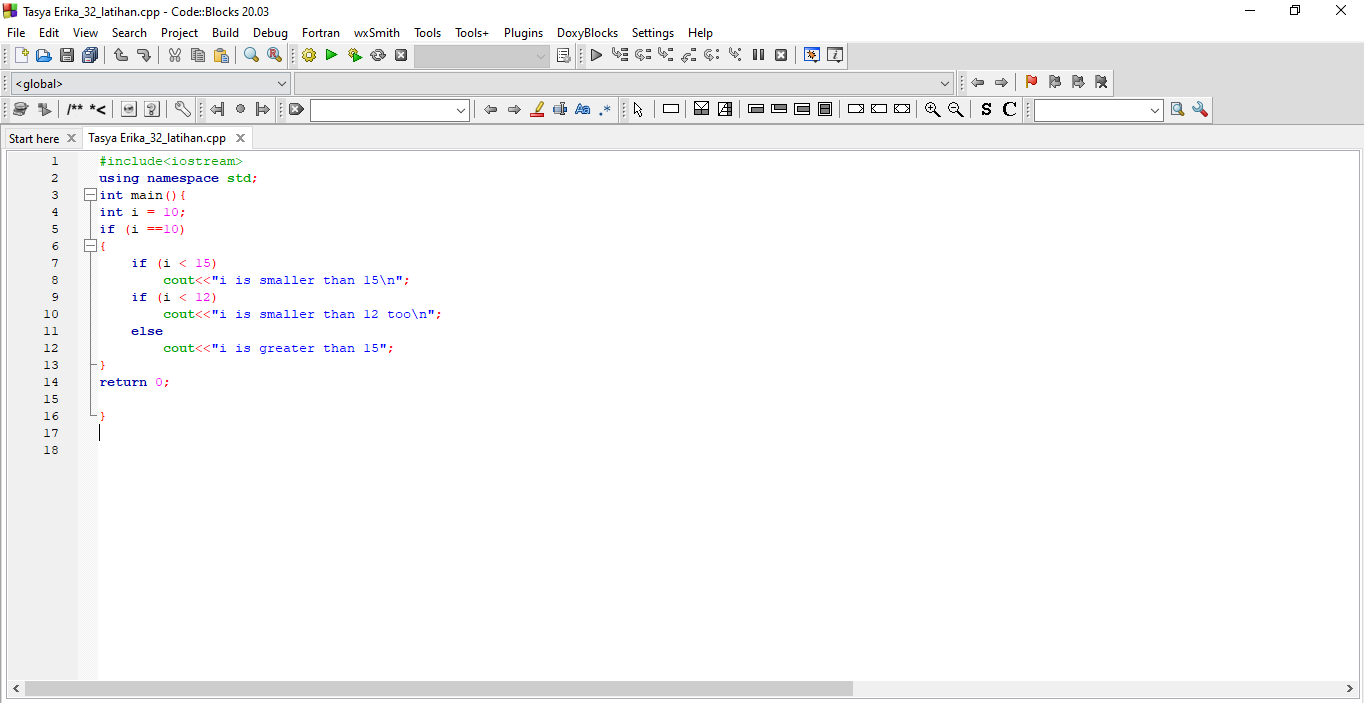 Tasya Erika_32_latihan.cpp - Code::Blocks 20.03
File Edit View Search Project Build Debug Fortran wxSmith Tools Tools+ Plugins DoxyBlocks Settings Help
<global>
/** *< Aa .* S C
Start here Tasya Erika_32_latihan.cpp
1 #include<iostream>
2 using namespace std;
3 int main(){
4 int i = 10;
5 if (i ==10)
6 {
7 if (i < 15)
8 cout<<"i is smaller than 15\n";
9 if (i < 12)
10 cout<<"i is smaller than 12 too\n";
11 else
12 cout<<"i is greater than 15";
13 }
14 return 0;
15
16 }
17
18